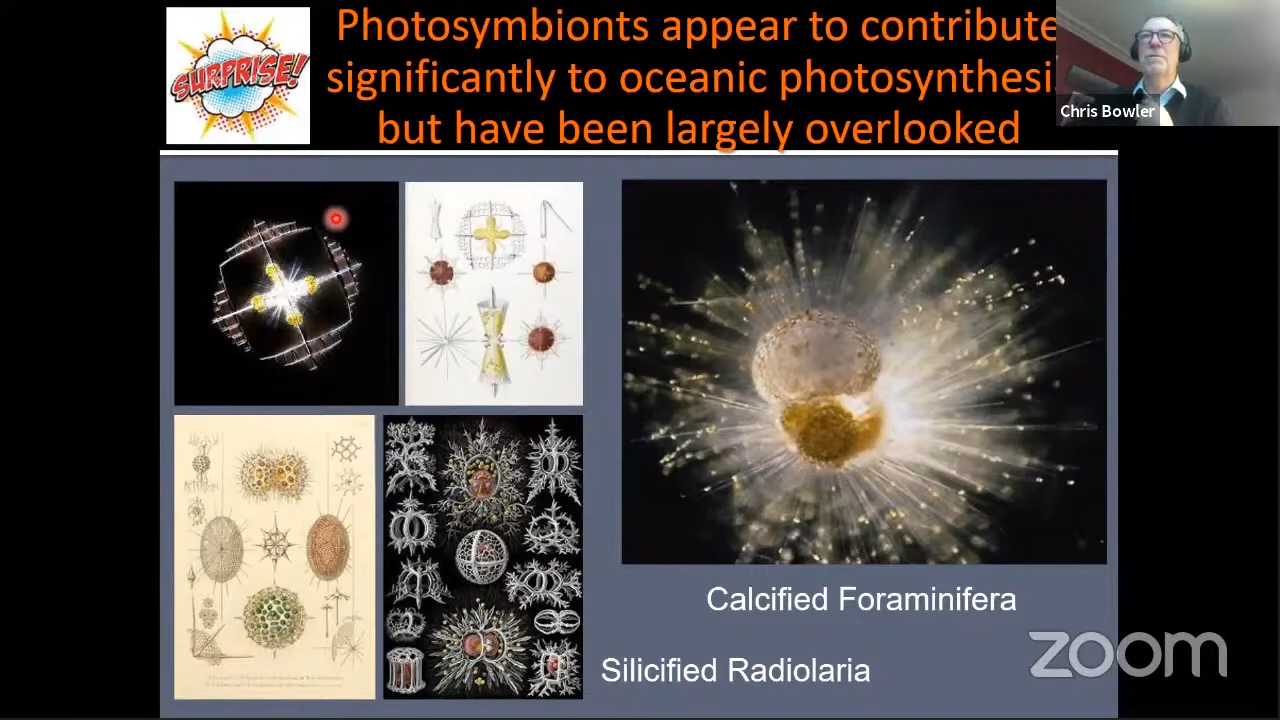 SURPRISE!
Photosymbionts appear to contribute
significantly to oceanic photosynthesi
but have been largely overlooked
Chris Bowler
Calcified Foraminifera
Silicified Radiolaria
zoom